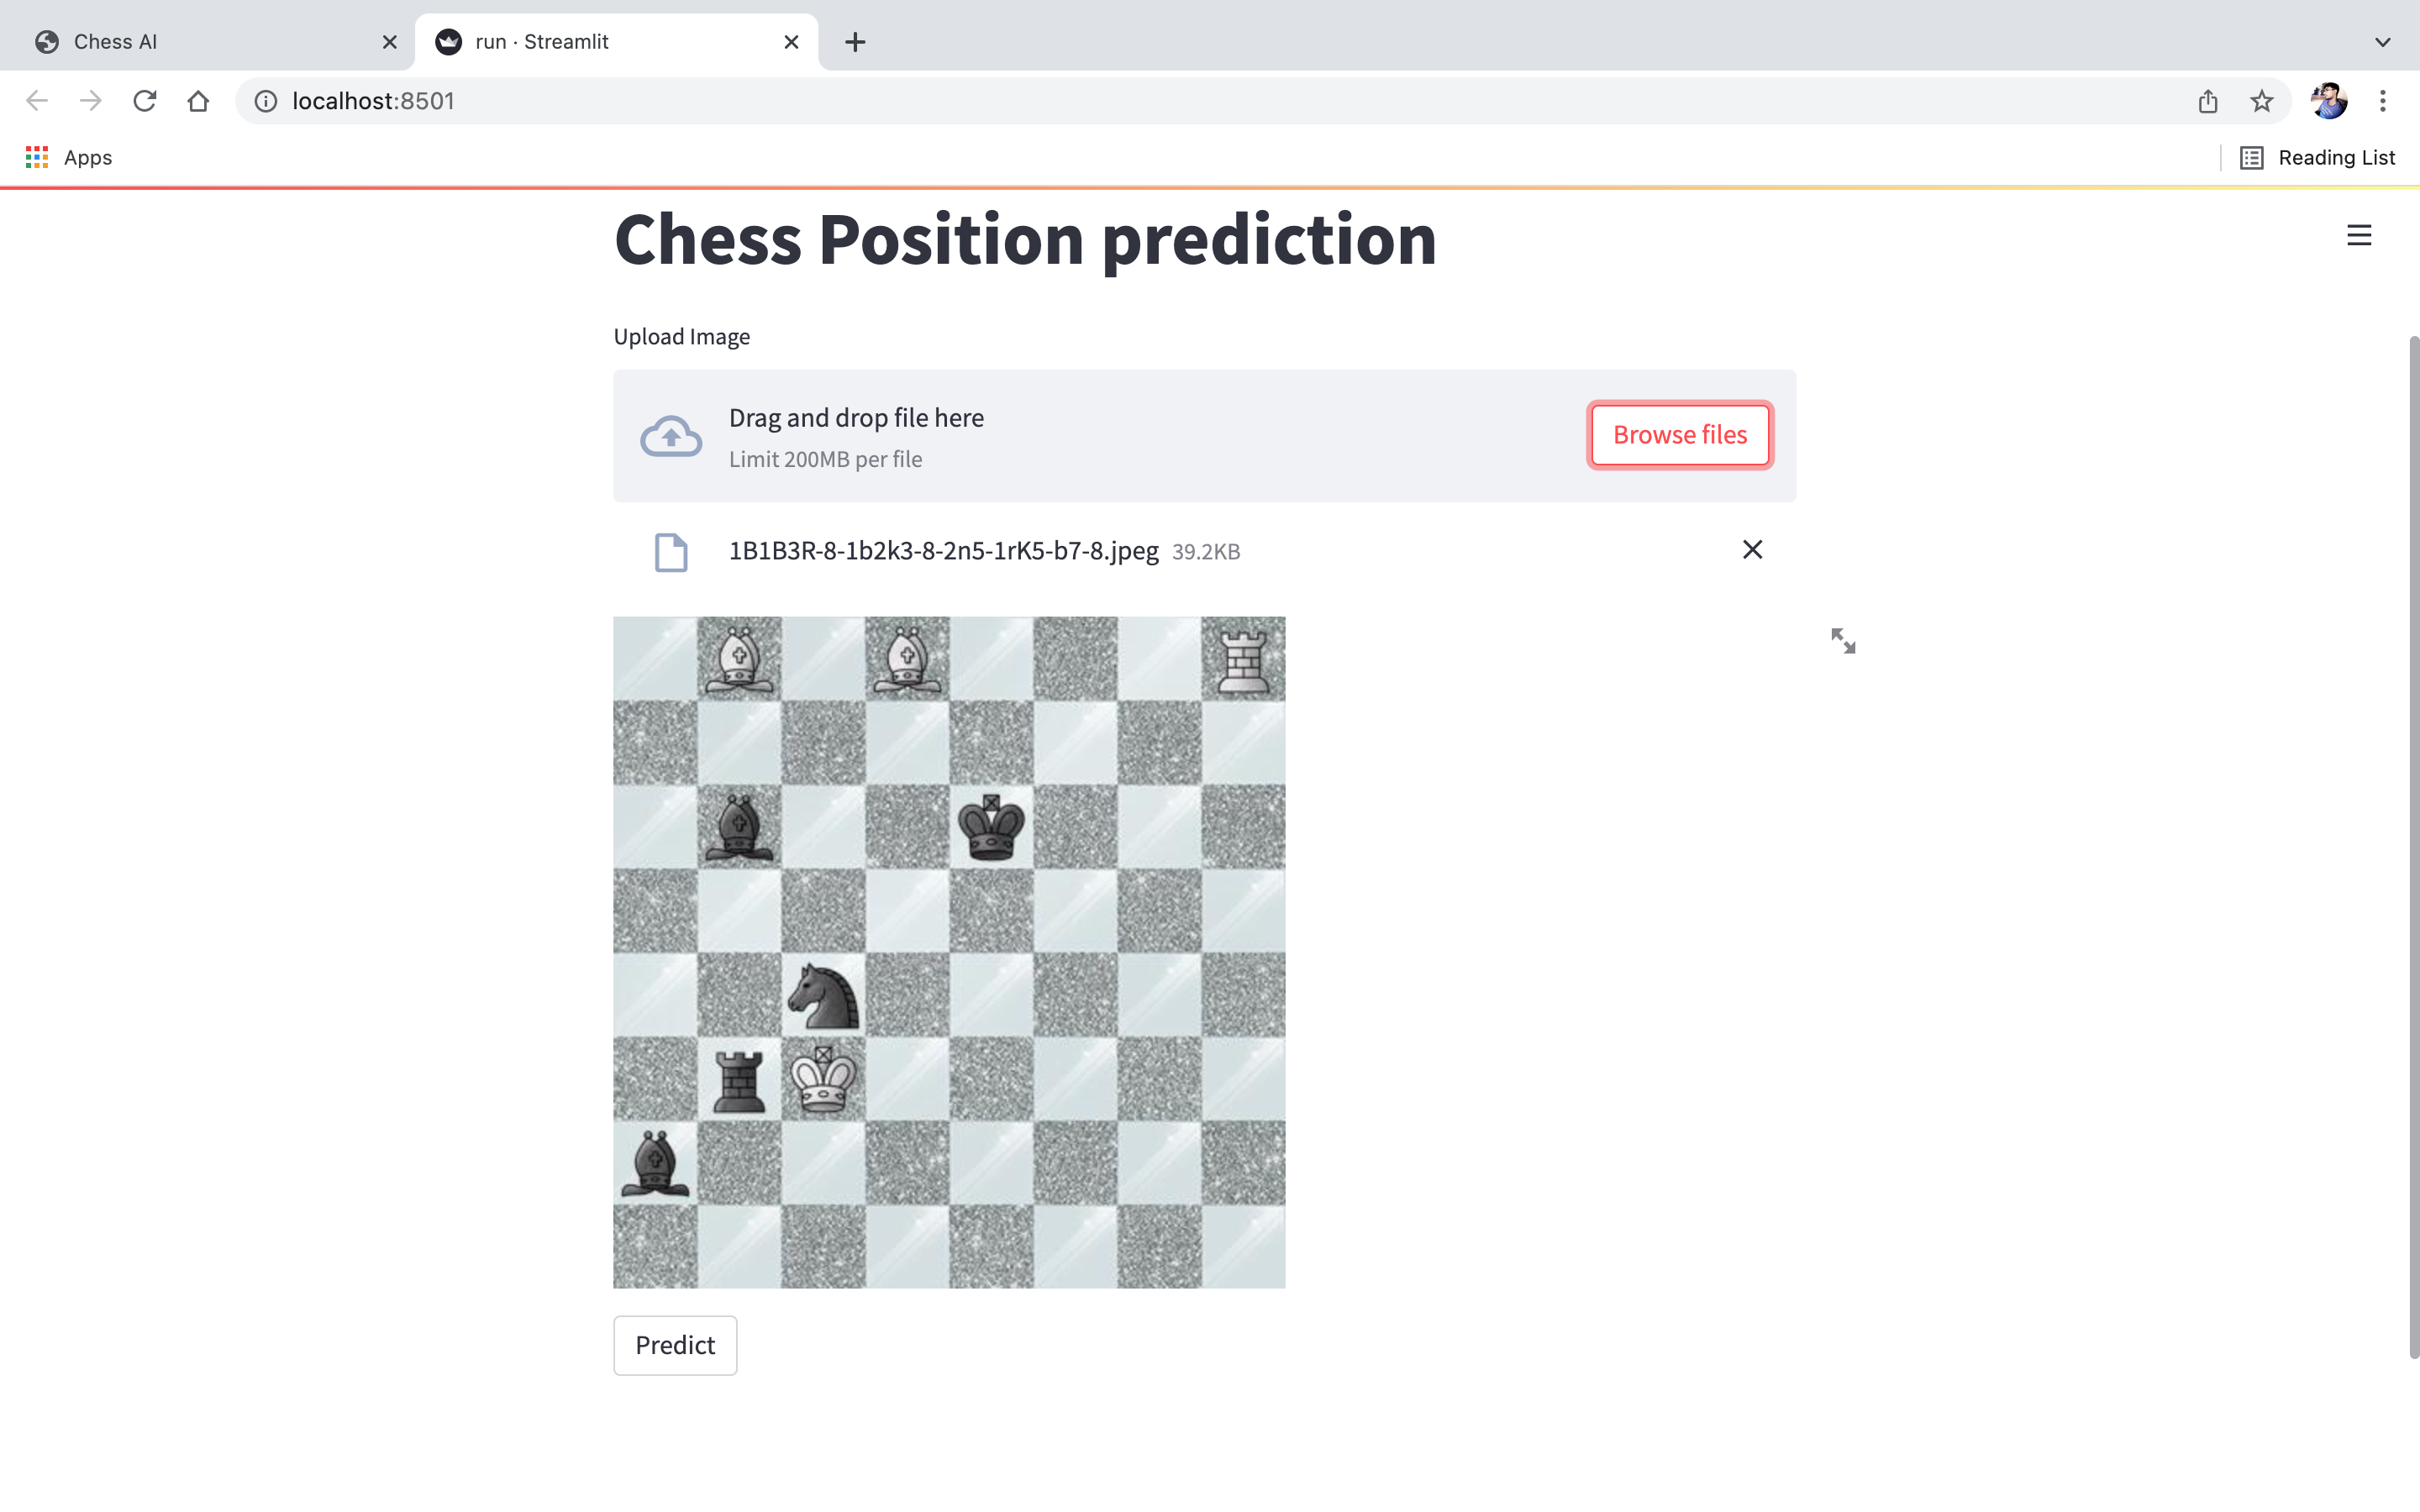 Chess AI
run · Streamlit
localhost:8501
Apps
Reading List
Chess Position prediction
Upload Image
Drag and drop file here
Limit 200MB per file
Browse files
1B1B3R-8-1b2k3-8-2n5-1rK5-b7-8.jpeg 39.2KB
Predict